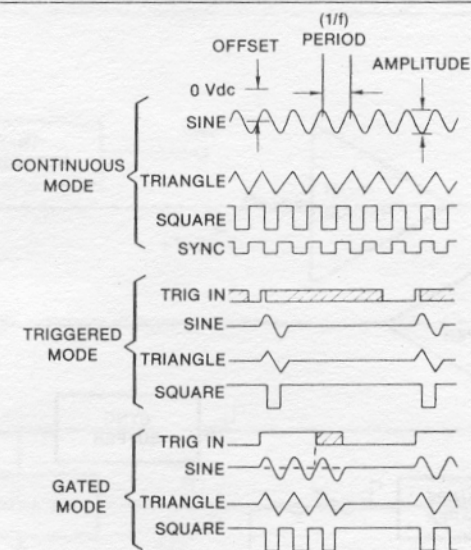 (1/f)
OFFSET PERIOD
AMPLITUDE
0 Vdc
SINE
CONTINUOUS
MODE
TRIANGLE
SQUARE
SYNC
TRIG IN
SINE
TRIGGERED
MODE
TRIANGLE
SQUARE
TRIG IN
SINE
GATED
MODE
TRIANGLE
SQUARE